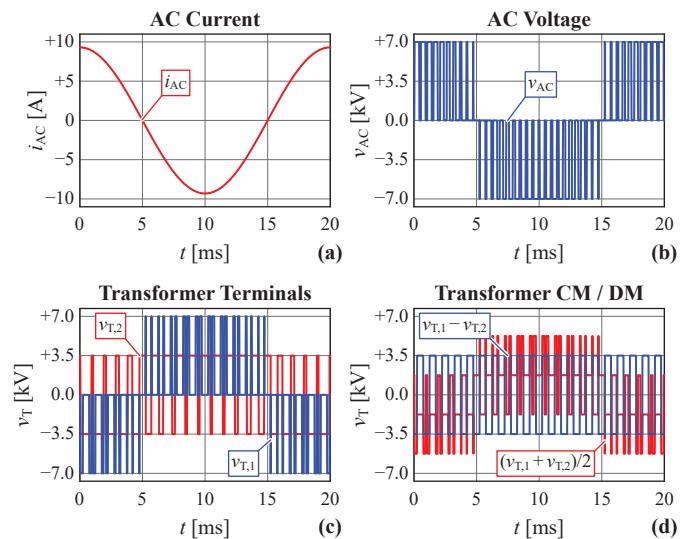 AC Current
+10
+5
0
−5
−10
i_AC [A]
i_AC
0 5 10 15 20
t [ms]
(a)
AC Voltage
+7.0
+3.5
0.0
−3.5
−7.0
v_AC [kV]
v_AC
0 5 10 15 20
t [ms]
(b)
Transformer Terminals
+7.0
+3.5
0.0
−3.5
−7.0
v_T [kV]
v_T,2
v_T,1
0 5 10 15 20
t [ms]
(c)
Transformer CM / DM
+7.0
+3.5
0.0
−3.5
−7.0
v_T [kV]
v_T,1 − v_T,2
(v_T,1 + v_T,2)/2
0 5 10 15 20
t [ms]
(d)